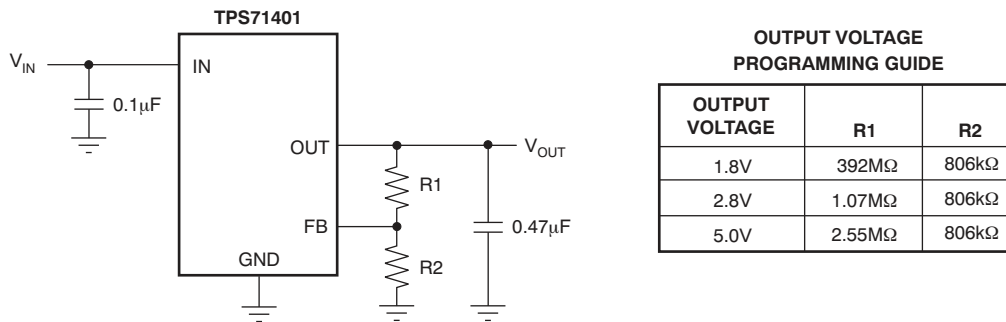 TPS71401
V_IN
IN
0.1μF
OUT
V_OUT
R1
FB
0.47μF
R2
GND
OUTPUT VOLTAGE
PROGRAMMING GUIDE
OUTPUT
VOLTAGE R1 R2
1.8V 392MΩ 806kΩ
2.8V 1.07MΩ 806kΩ
5.0V 2.55MΩ 806kΩ